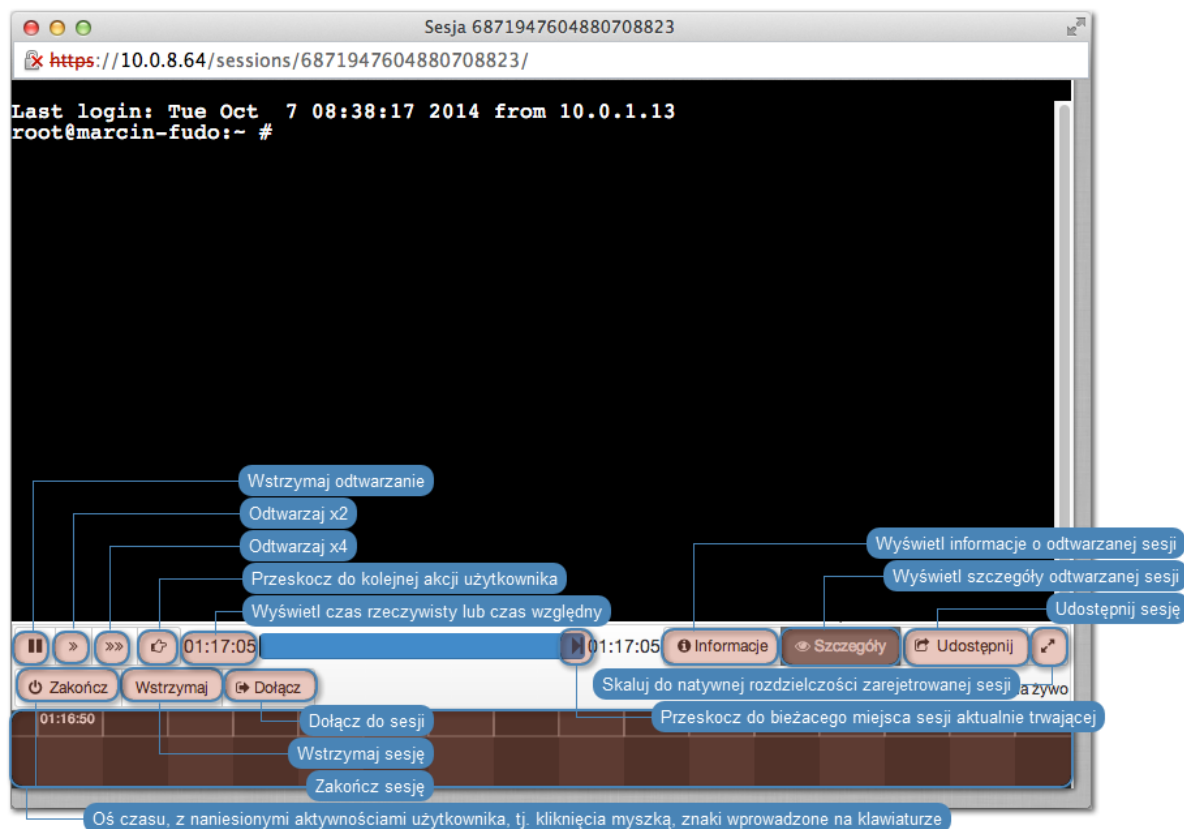 Sesja 6871947604880708823
https://10.0.8.64/sessions/6871947604880708823/
Last login: Tue Oct  7 08:38:17 2014 from 10.0.1.13
root@marcin-fudo:~ #
Wstrzymaj odtwarzanie
Odtwarzaj x2
Odtwarzaj x4
Wyświetl informacje o odtwarzanej sesji
Przeskocz do kolejnej akcji użytkownika
Wyświetl szczegóły odtwarzanej sesji
Wyświetl czas rzeczywisty lub czas względny
Udostępnij sesję
01:17:05 01:17:05 Informacje Szczegóły Udostępnij
Zakończ Wstrzymaj Dołącz Skaluj do natywnej rozdzielczości zarejetrowanej sesji a żywo
01:16:50 Dołącz do sesji Przeskocz do bieżacego miejsca sesji aktualnie trwającej
Wstrzymaj sesję
Zakończ sesję
Oś czasu, z naniesionymi aktywnościami użytkownika, tj. kliknięcia myszką, znaki wprowadzone na klawiaturze